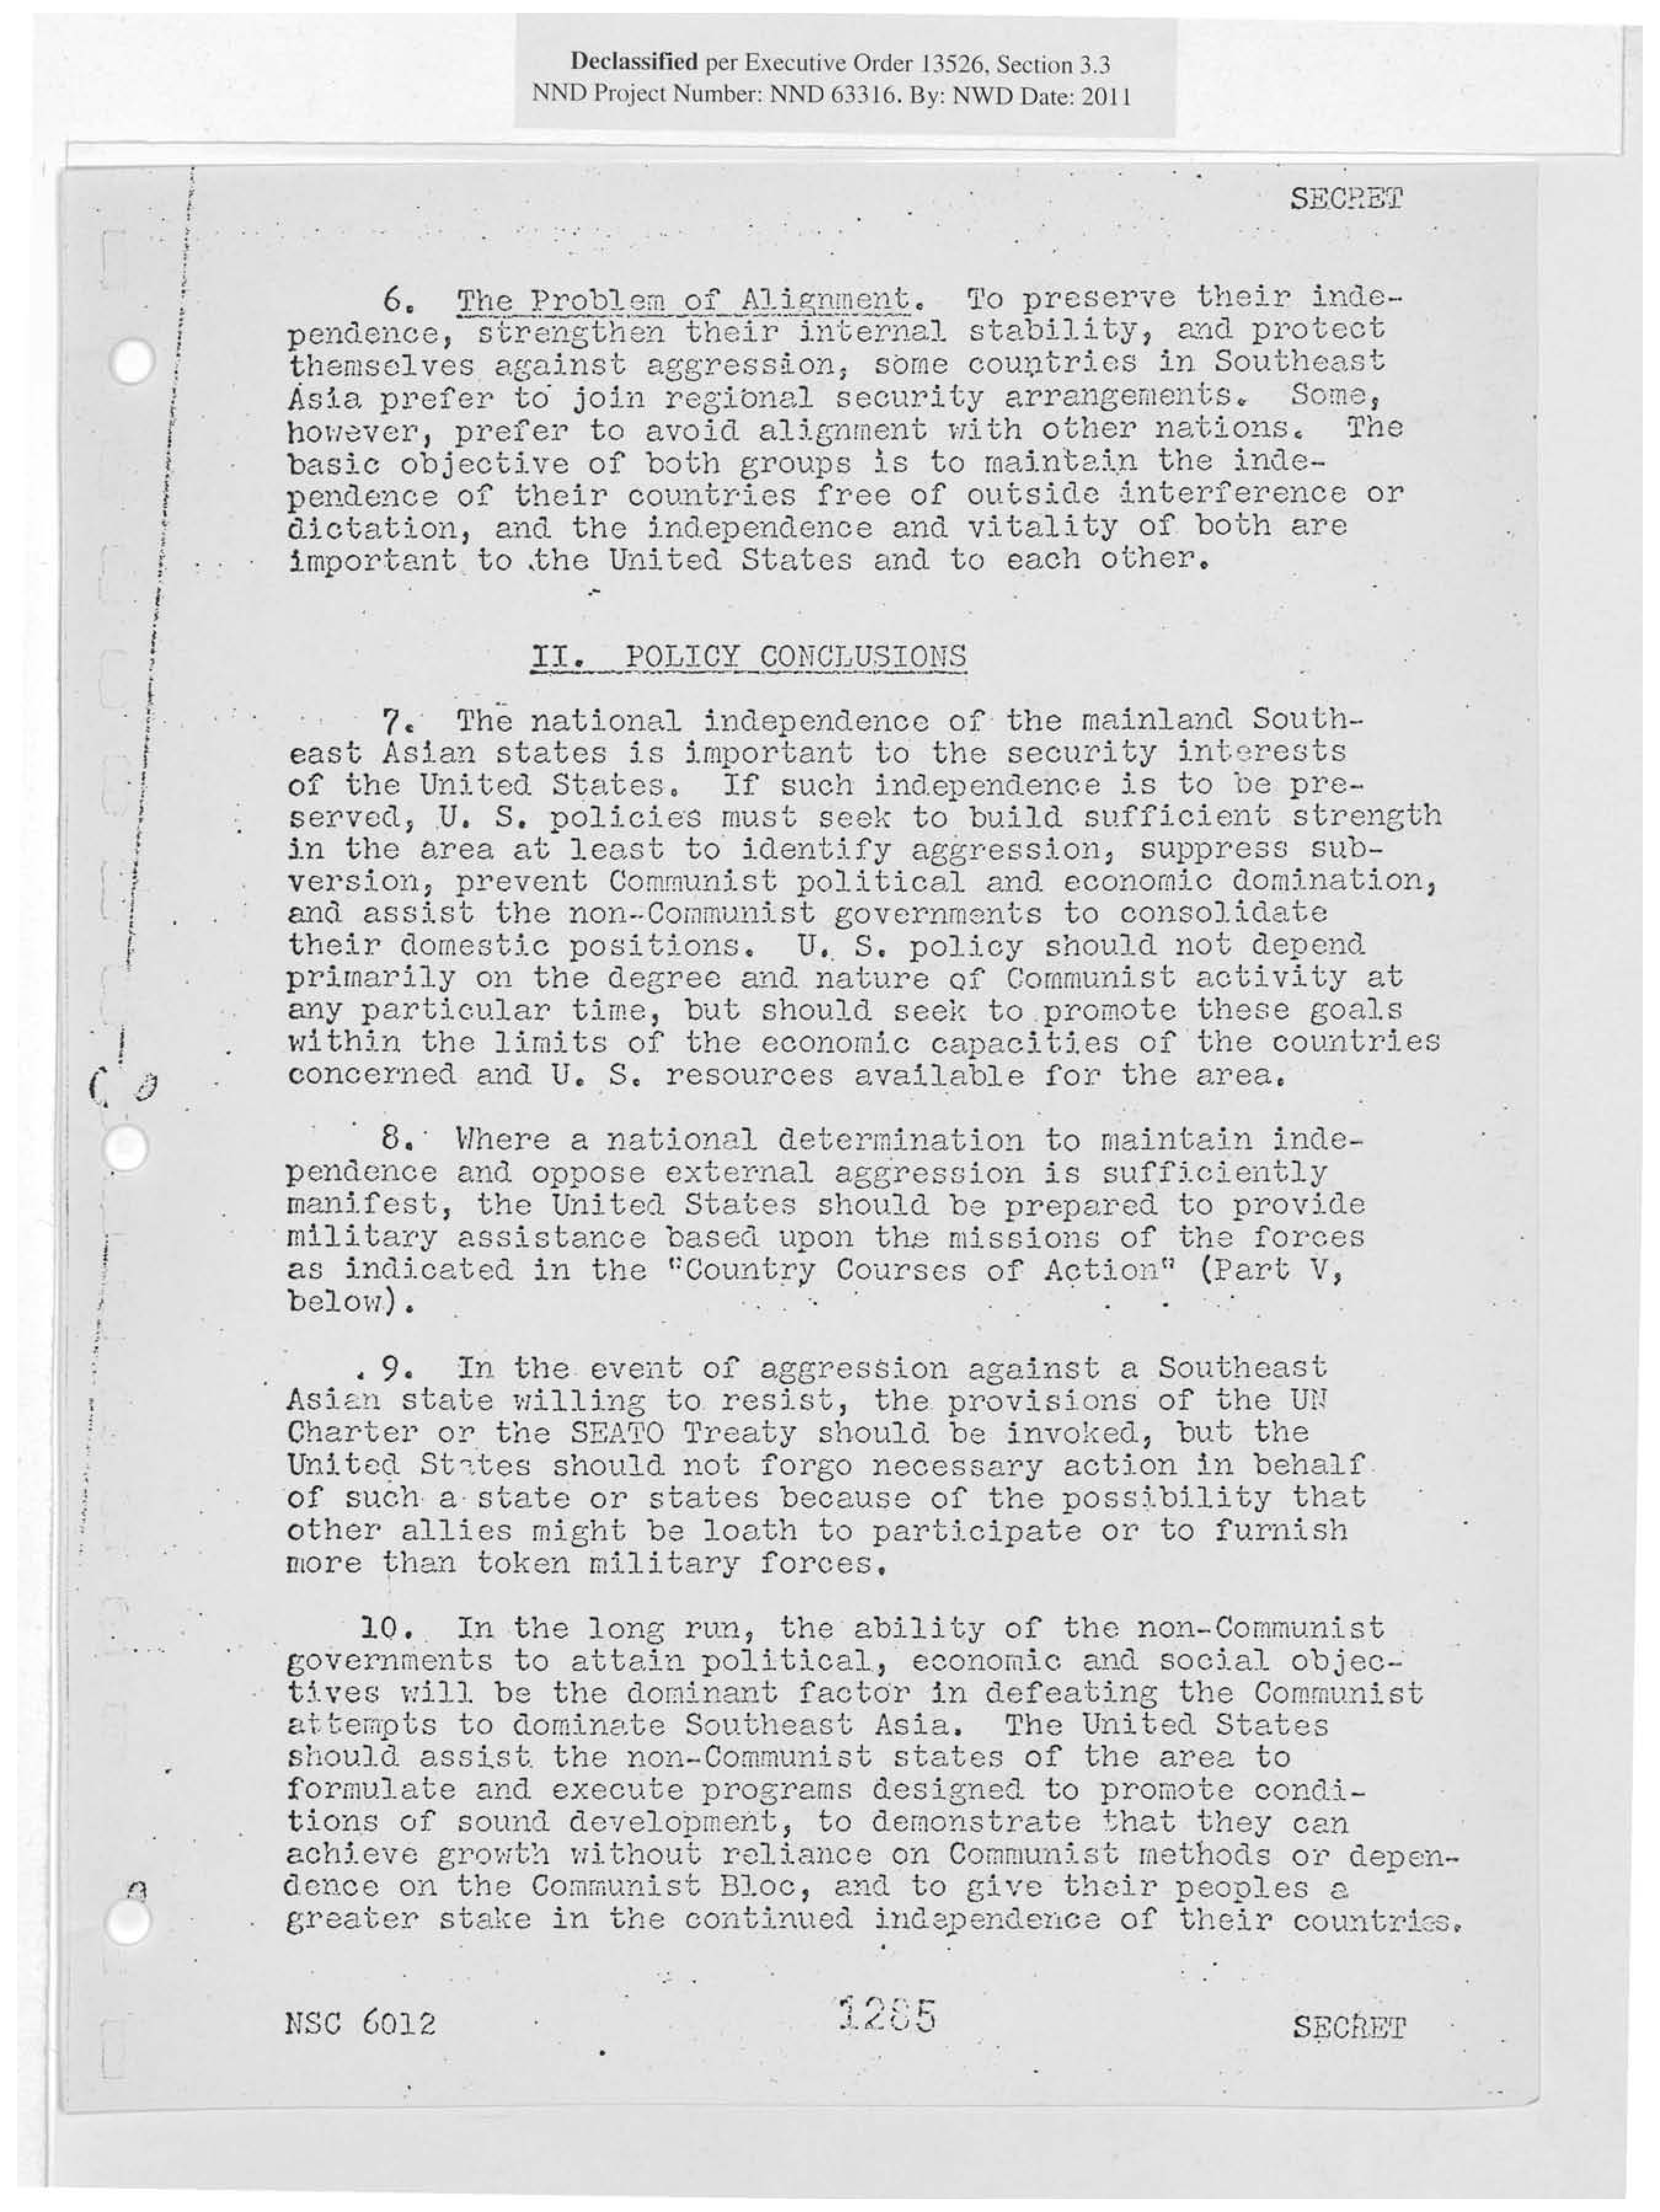 Declassified per Executive Order 13526, Section 3.3
NND Project Number: NND 63316. By: NWD Date: 2011
SECRET
6. The Problem of Alignment. To preserve their inde-
pendence, strengthen their internal stability, and protect
themselves against aggression, some countries in Southeast
Asia prefer to join regional security arrangements. Some,
however, prefer to avoid alignment with other nations. The
basic objective of both groups is to maintain the inde-
pendence of their countries free of outside interference or
dictation, and the independence and vitality of both are
important to the United States and to each other.
II. POLICY CONCLUSIONS
7. The national independence of the mainland South-
east Asian states is important to the security interests
of the United States. If such independence is to be pre-
served, U. S. policies must seek to build sufficient strength
in the area at least to identify aggression, suppress sub-
version, prevent Communist political and economic domination,
and assist the non-Communist governments to consolidate
their domestic positions. U. S. policy should not depend
primarily on the degree and nature of Communist activity at
any particular time, but should seek to promote these goals
within the limits of the economic capacities of the countries
concerned and U. S. resources available for the area.
8. Where a national determination to maintain inde-
pendence and oppose external aggression is sufficiently
manifest, the United States should be prepared to provide
military assistance based upon the missions of the forces
as indicated in the "Country Courses of Action" (Part V,
below).
9. In the event of aggression against a Southeast
Asian state willing to resist, the provisions of the UN
Charter or the SEATO Treaty should be invoked, but the
United States should not forgo necessary action in behalf
of such a state or states because of the possibility that
other allies might be loath to participate or to furnish
more than token military forces.
10. In the long run, the ability of the non-Communist
governments to attain political, economic and social objec-
tives will be the dominant factor in defeating the Communist
attempts to dominate Southeast Asia. The United States
should assist the non-Communist states of the area to
formulate and execute programs designed to promote condi-
tions of sound development, to demonstrate that they can
achieve growth without reliance on Communist methods or depen-
dence on the Communist Bloc, and to give their peoples a
greater stake in the continued independence of their countries.
NSC 6012
1285
SECRET